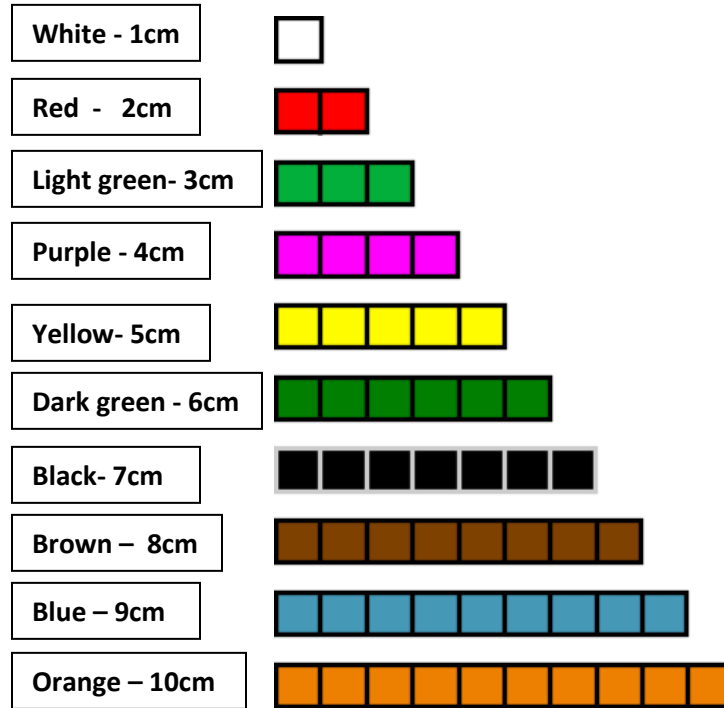 White - 1cm
Red  -   2cm
Light green- 3cm
Purple - 4cm
Yellow- 5cm
Dark green - 6cm
Black- 7cm
Brown –  8cm
Blue – 9cm
Orange – 10cm